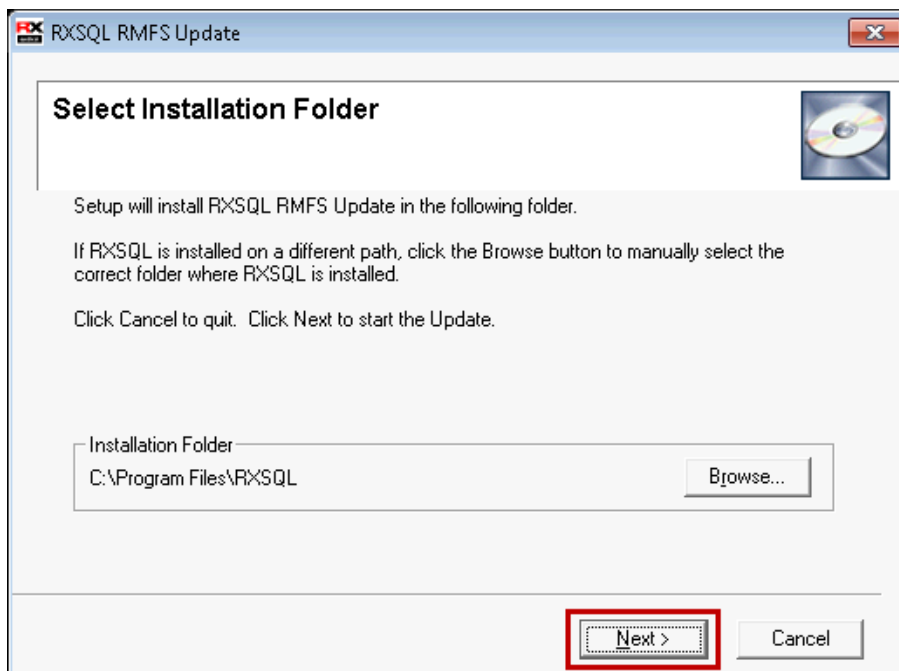 RX
RXSQL RMFS Update
Select Installation Folder
Setup will install RXSQL RMFS Update in the following folder.
If RXSQL is installed on a different path, click the Browse button to manually select the
correct folder where RXSQL is installed.
Click Cancel to quit.  Click Next to start the Update.
Installation Folder
C:\Program Files\RXSQL
Browse...
Next >
Cancel